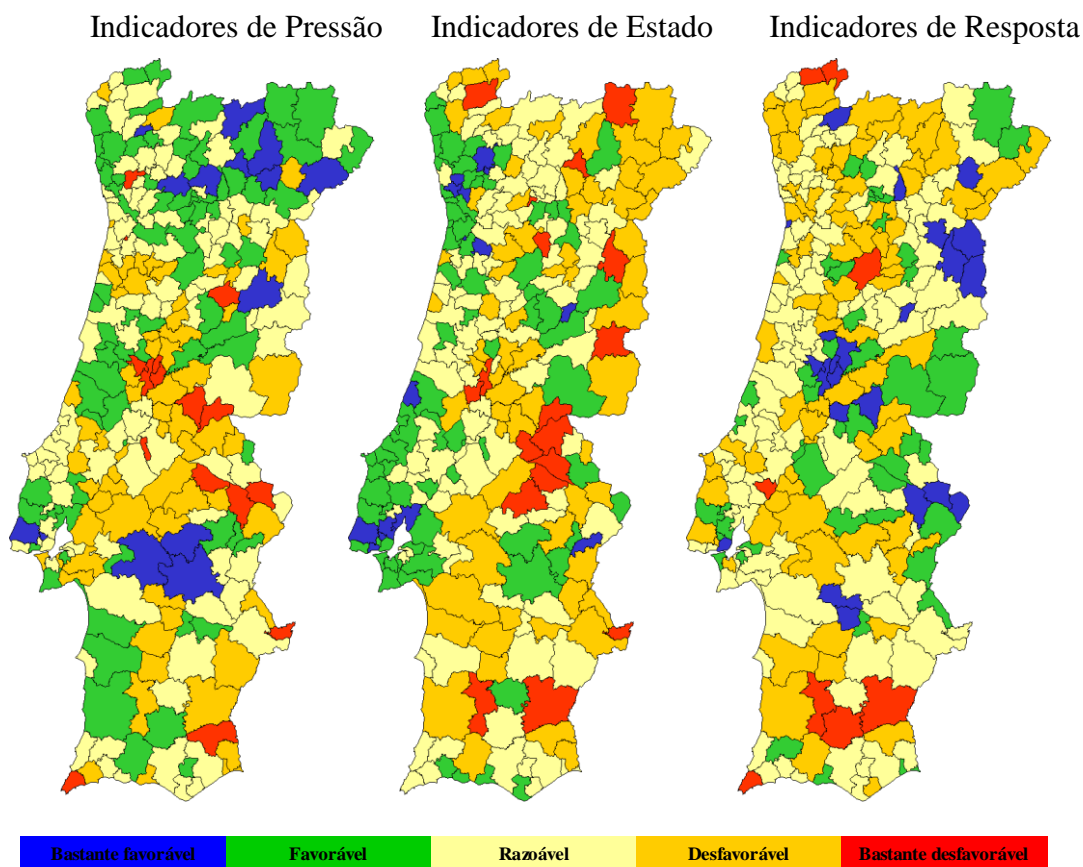 Indicadores de Pressão
Indicadores de Estado
Indicadores de Resposta
Bastante favorável
Favorável
Razoável
Desfavorável
Bastante desfavorável